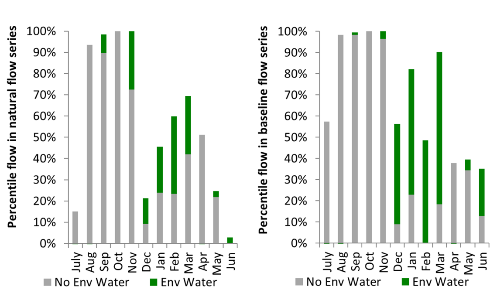 Percentile flow in natural flow series
100%
90%
80%
70%
60%
50%
40%
30%
20%
10%
0%
July
Aug
Sep
Oct
Nov
Dec
Jan
Feb
Mar
Apr
May
Jun
No Env Water
Env Water
Percentile flow in baseline flow series
100%
90%
80%
70%
60%
50%
40%
30%
20%
10%
0%
July
Aug
Sep
Oct
Nov
Dec
Jan
Feb
Mar
Apr
May
Jun
No Env Water
Env Water